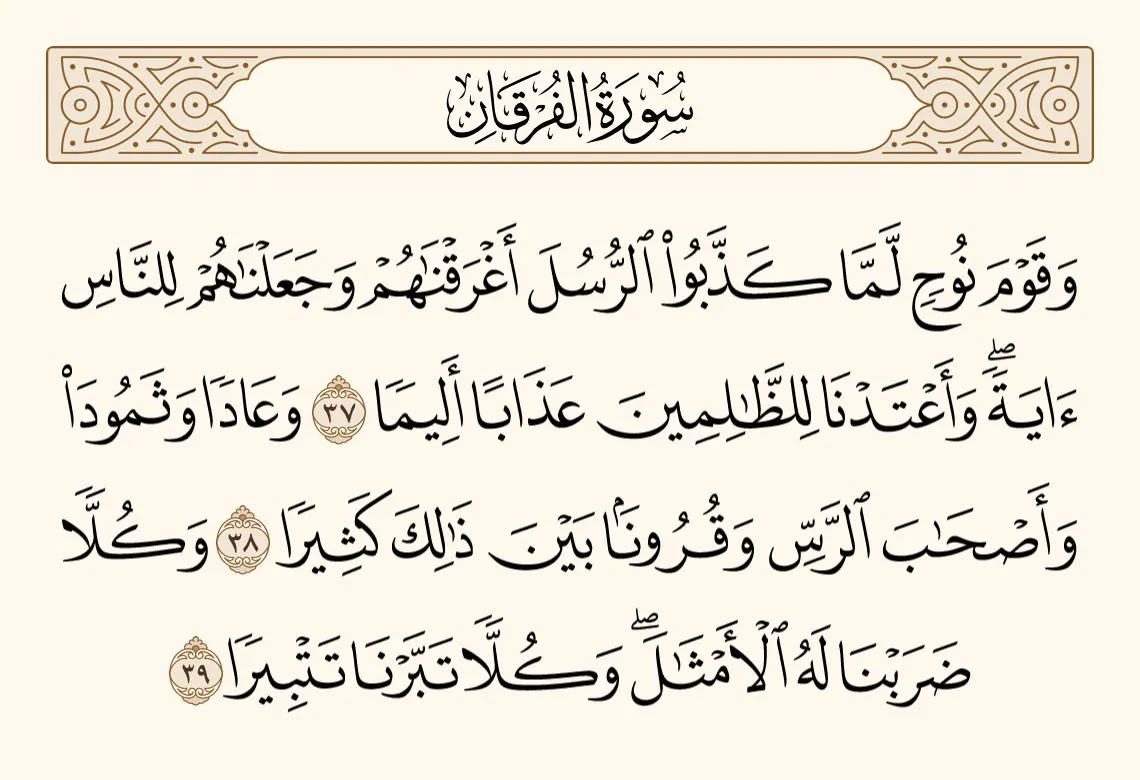 سُورَةُ الفُرۡقَانِ
وَقَوۡمَ نُوحٖ لَّمَّا كَذَّبُواْ ٱلرُّسُلَ أَغۡرَقۡنَٰهُمۡ وَجَعَلۡنَٰهُمۡ لِلنَّاسِ
ءَايَةٗۖ وَأَعۡتَدۡنَا لِلظَّٰلِمِينَ عَذَابًا أَلِيمٗا ٣٧ وَعَادٗا وَثَمُودَاْ
وَأَصۡحَٰبَ ٱلرَّسِّ وَقُرُونَۢا بَيۡنَ ذَٰلِكَ كَثِيرٗا ٣٨ وَكُلّٗا
ضَرَبۡنَا لَهُ ٱلۡأَمۡثَٰلَۖ وَكُلّٗا تَبَّرۡنَا تَتۡبِيرٗا ٣٩